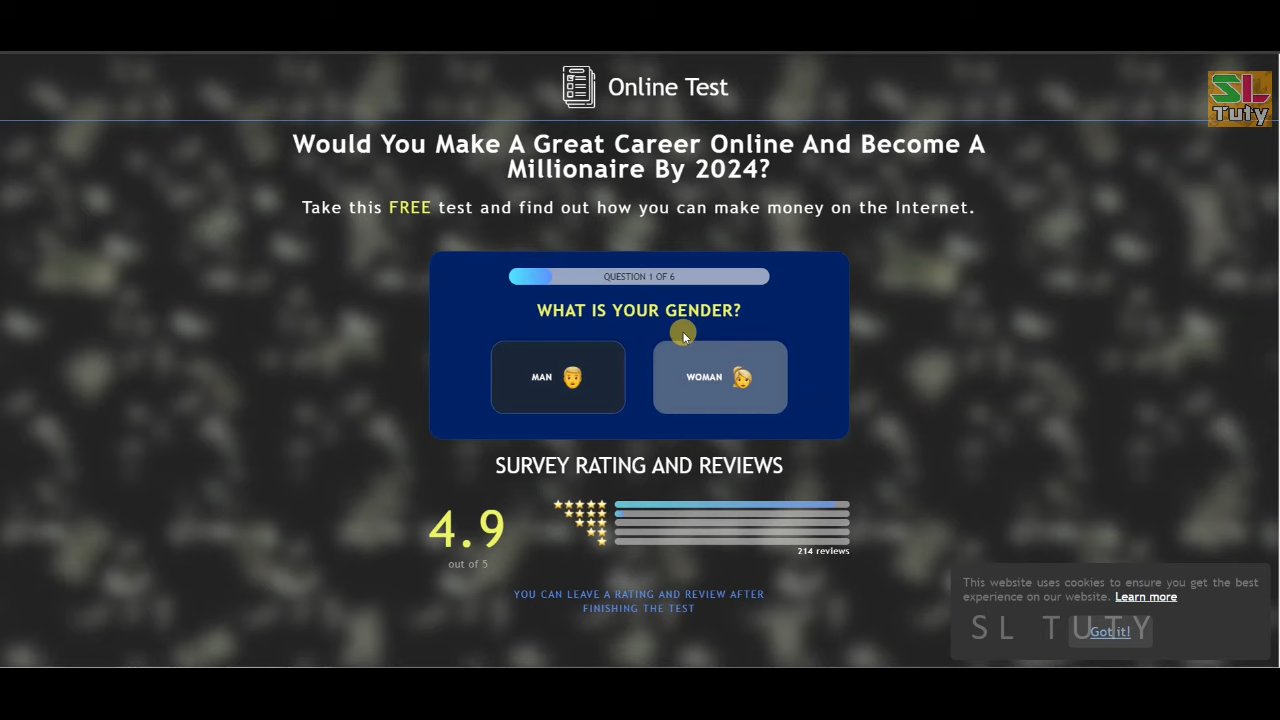 Online Test
SL
Tuty
Would You Make A Great Career Online And Become A
Millionaire By 2024?
Take this FREE test and find out how you can make money on the Internet.
QUESTION 1 OF 6
WHAT IS YOUR GENDER?
MAN
WOMAN
SURVEY RATING AND REVIEWS
4.9
out of 5
214 reviews
YOU CAN LEAVE A RATING AND REVIEW AFTER
FINISHING THE TEST
This website uses cookies to ensure you get the best
experience on our website. Learn more
SL TUTY
Got it!